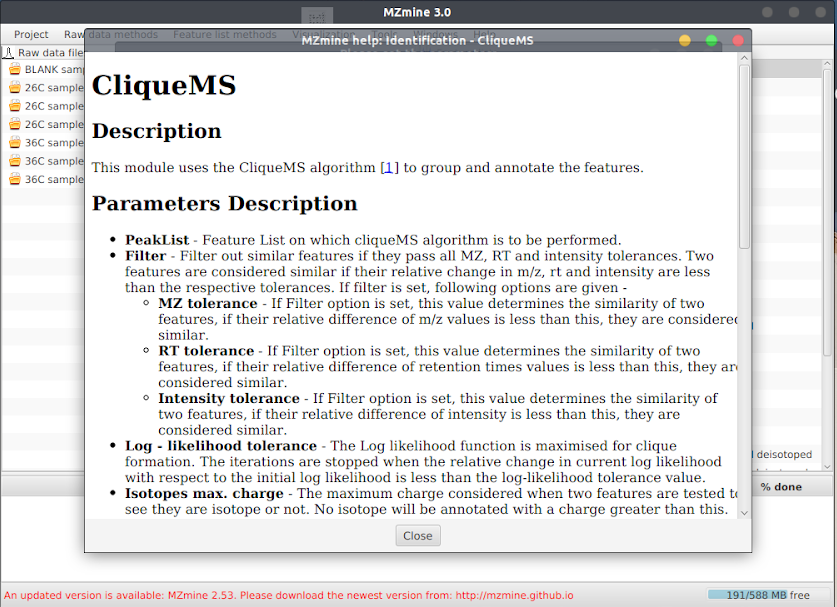 MZmine 3.0
Project Raw data methods Feature list methods Visualization Tools Windows Help
MZmine help: Identification - CliqueMS
Raw data file
BLANK samp
26C sample
26C sample
26C sample
36C sample
36C sample
36C sample
CliqueMS
Description
This module uses the CliqueMS algorithm [1] to group and annotate the features.
Parameters Description
• PeakList - Feature List on which cliqueMS algorithm is to be performed.
• Filter - Filter out similar features if they pass all MZ, RT and intensity tolerances. Two
features are considered similar if their relative change in m/z, rt and intensity are less
than the respective tolerances. If filter is set, following options are given -
◦ MZ tolerance - If Filter option is set, this value determines the similarity of two
features, if their relative difference of m/z values is less than this, they are considered
similar.
◦ RT tolerance - If Filter option is set, this value determines the similarity of two
features, if their relative difference of retention times values is less than this, they are
considered similar.
◦ Intensity tolerance - If Filter option is set, this value determines the similarity of
two features, if their relative difference of intensity is less than this, they are
considered similar.
• Log - likelihood tolerance - The Log likelihood function is maximised for clique
formation. The iterations are stopped when the relative change in current log likelihood
with respect to the initial log likelihood is less than the log-likelihood tolerance value.
• Isotopes max. charge - The maximum charge considered when two features are tested to
see they are isotope or not. No isotope will be annotated with a charge greater than this.
deisotoped
% done
Close
An updated version is available: MZmine 2.53. Please download the newest version from: http://mzmine.github.io
191/588 MB free